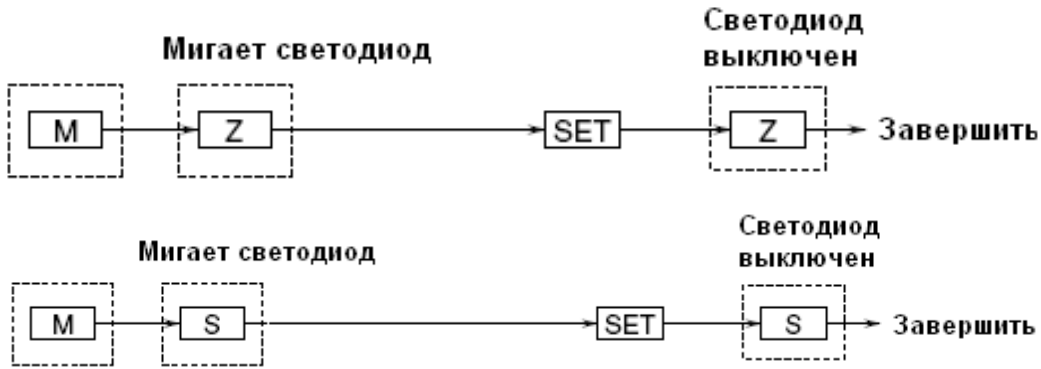 Светодиод
выключен
Мигает светодиод
M Z SET Z Завершить
Светодиод
выключен
Мигает светодиод
M S SET S Завершить